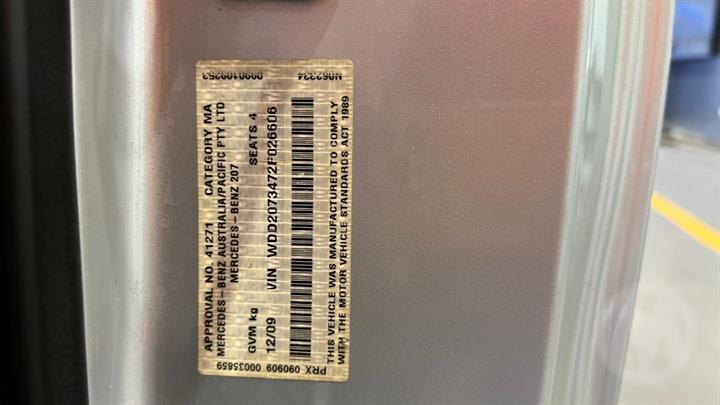 APPROVAL NO. 41271 CATEGORY MA
MERCEDES-BENZ AUSTRALIA/PACIFIC PTY LTD
MERCEDES-BENZ 207
GVM kg SEATS 4
12/09 VIN WDD2073472F026606
THIS VEHICLE WAS MANUFACTURED TO COMPLY
WITH THE MOTOR VEHICLE STANDARDS ACT 1989
PRX 090909 00035859
0990109253 N062334